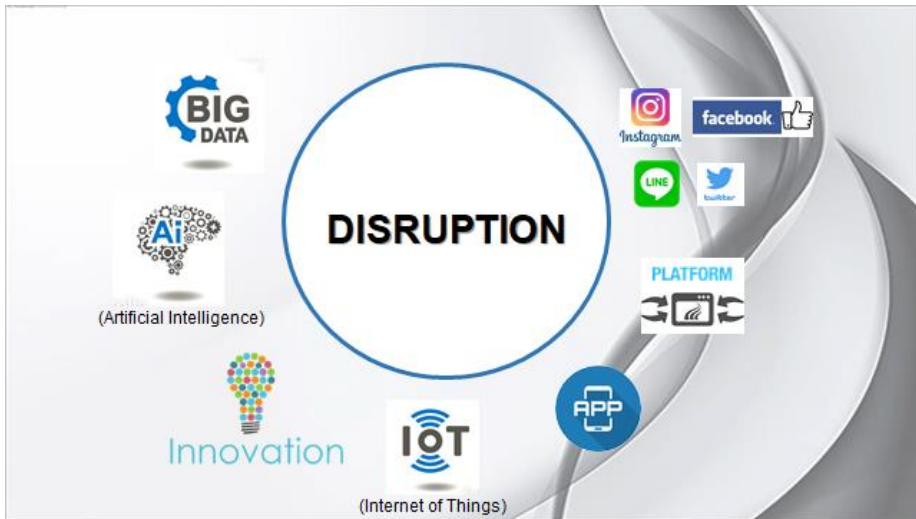 BIG
DATA
Ai
(Artificial Intelligence)
Innovation
IOT
(Internet of Things)
DISRUPTION
Instagram
facebook
LINE
twitter
PLATFORM
APP